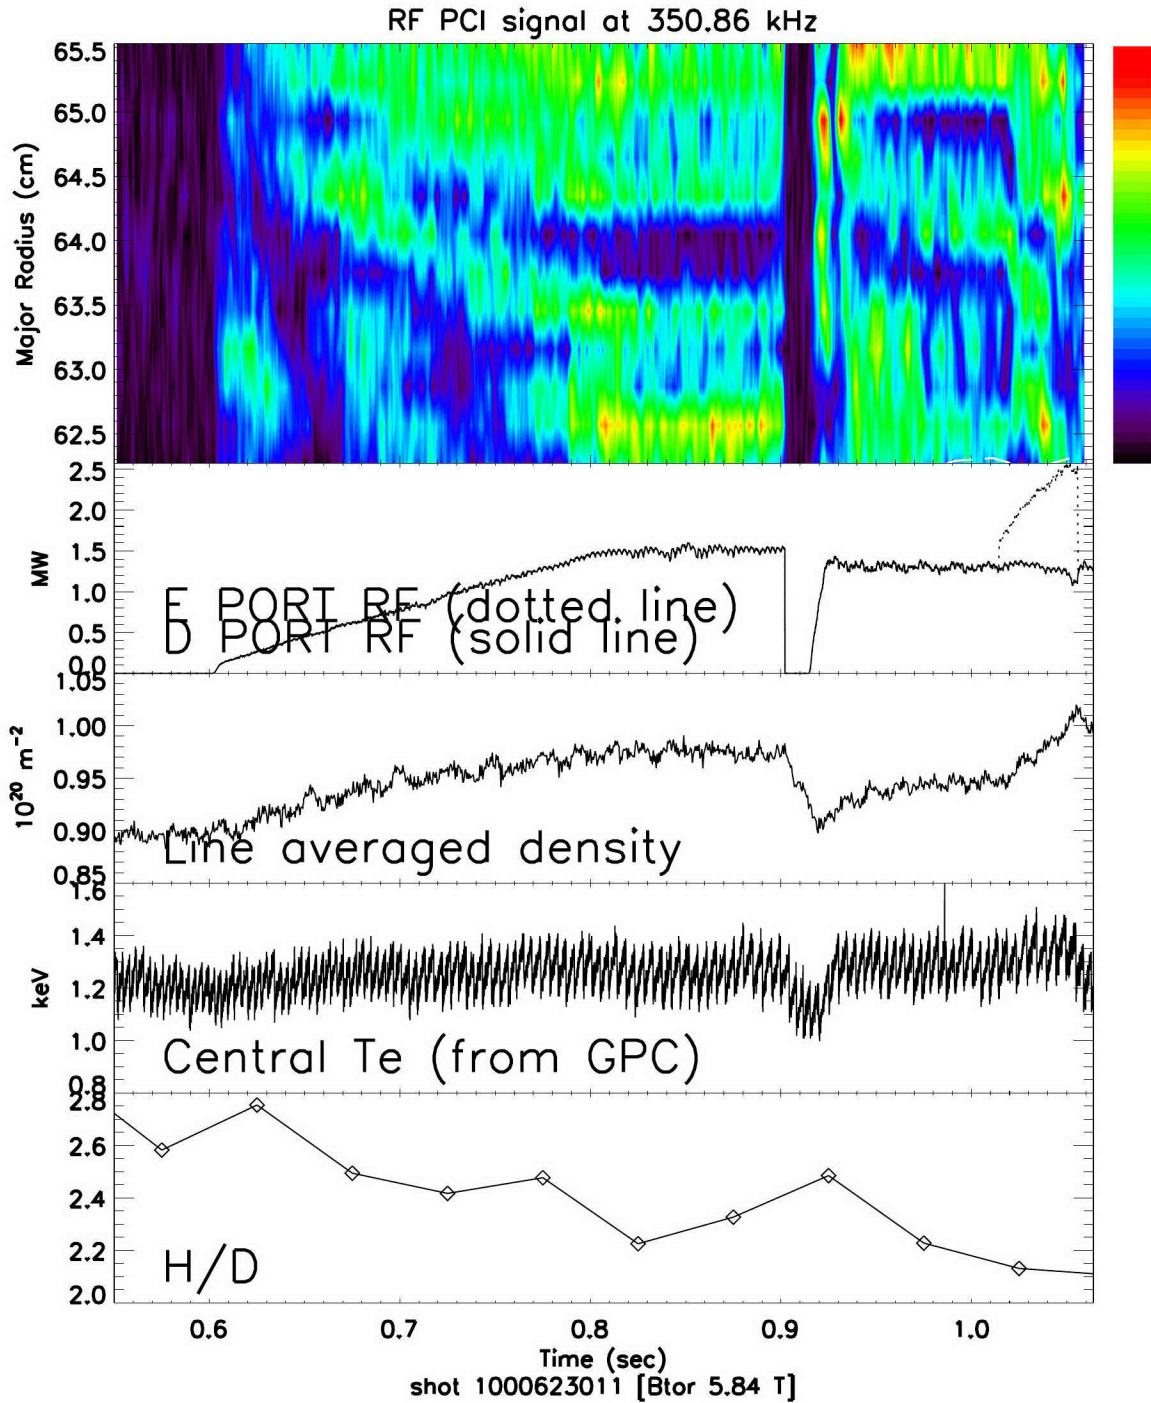 RF PCI signal at 350.86 kHz
Major Radius (cm)
65.5
65.0
64.5
64.0
63.5
63.0
62.5
MW
2.5
2.0
1.5
1.0
0.5
0.0
E PORT RF (dotted line)
D PORT RF (solid line)
10²⁰ m⁻²
1.05
1.00
0.95
0.90
0.85
Line averaged density
keV
1.6
1.4
1.2
1.0
0.8
Central Te (from GPC)
2.8
2.6
2.4
2.2
2.0
H/D
0.6 0.7 0.8 0.9 1.0
Time (sec)
shot 1000623011 [Btor 5.84 T]